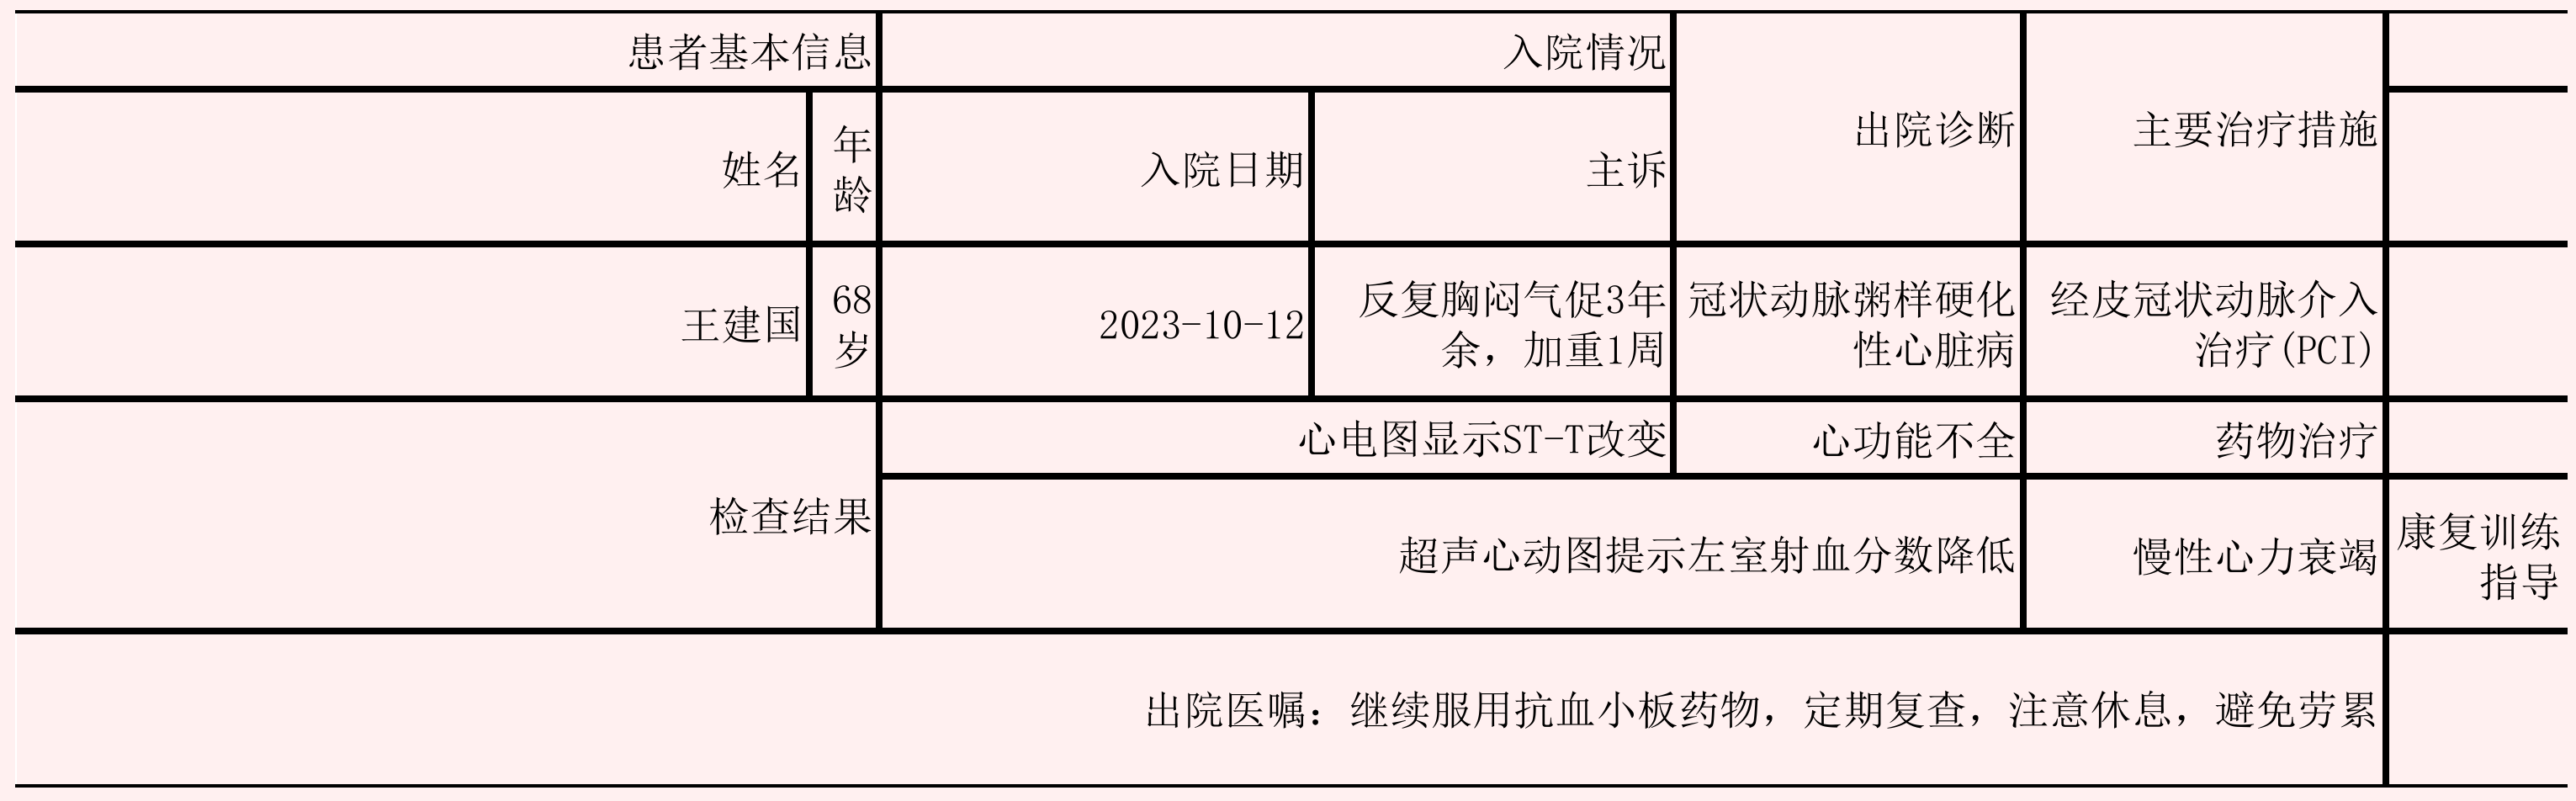 患者基本信息
入院情况
出院诊断
主要治疗措施
姓名
年
龄
入院日期
主诉
王建国
68
岁
2023-10-12
反复胸闷气促3年
余，加重1周
冠状动脉粥样硬化
性心脏病
经皮冠状动脉介入
治疗(PCI)
检查结果
心电图显示ST-T改变
心功能不全
药物治疗
超声心动图提示左室射血分数降低
慢性心力衰竭
康复训练
指导
出院医嘱：继续服用抗血小板药物，定期复查，注意休息，避免劳累